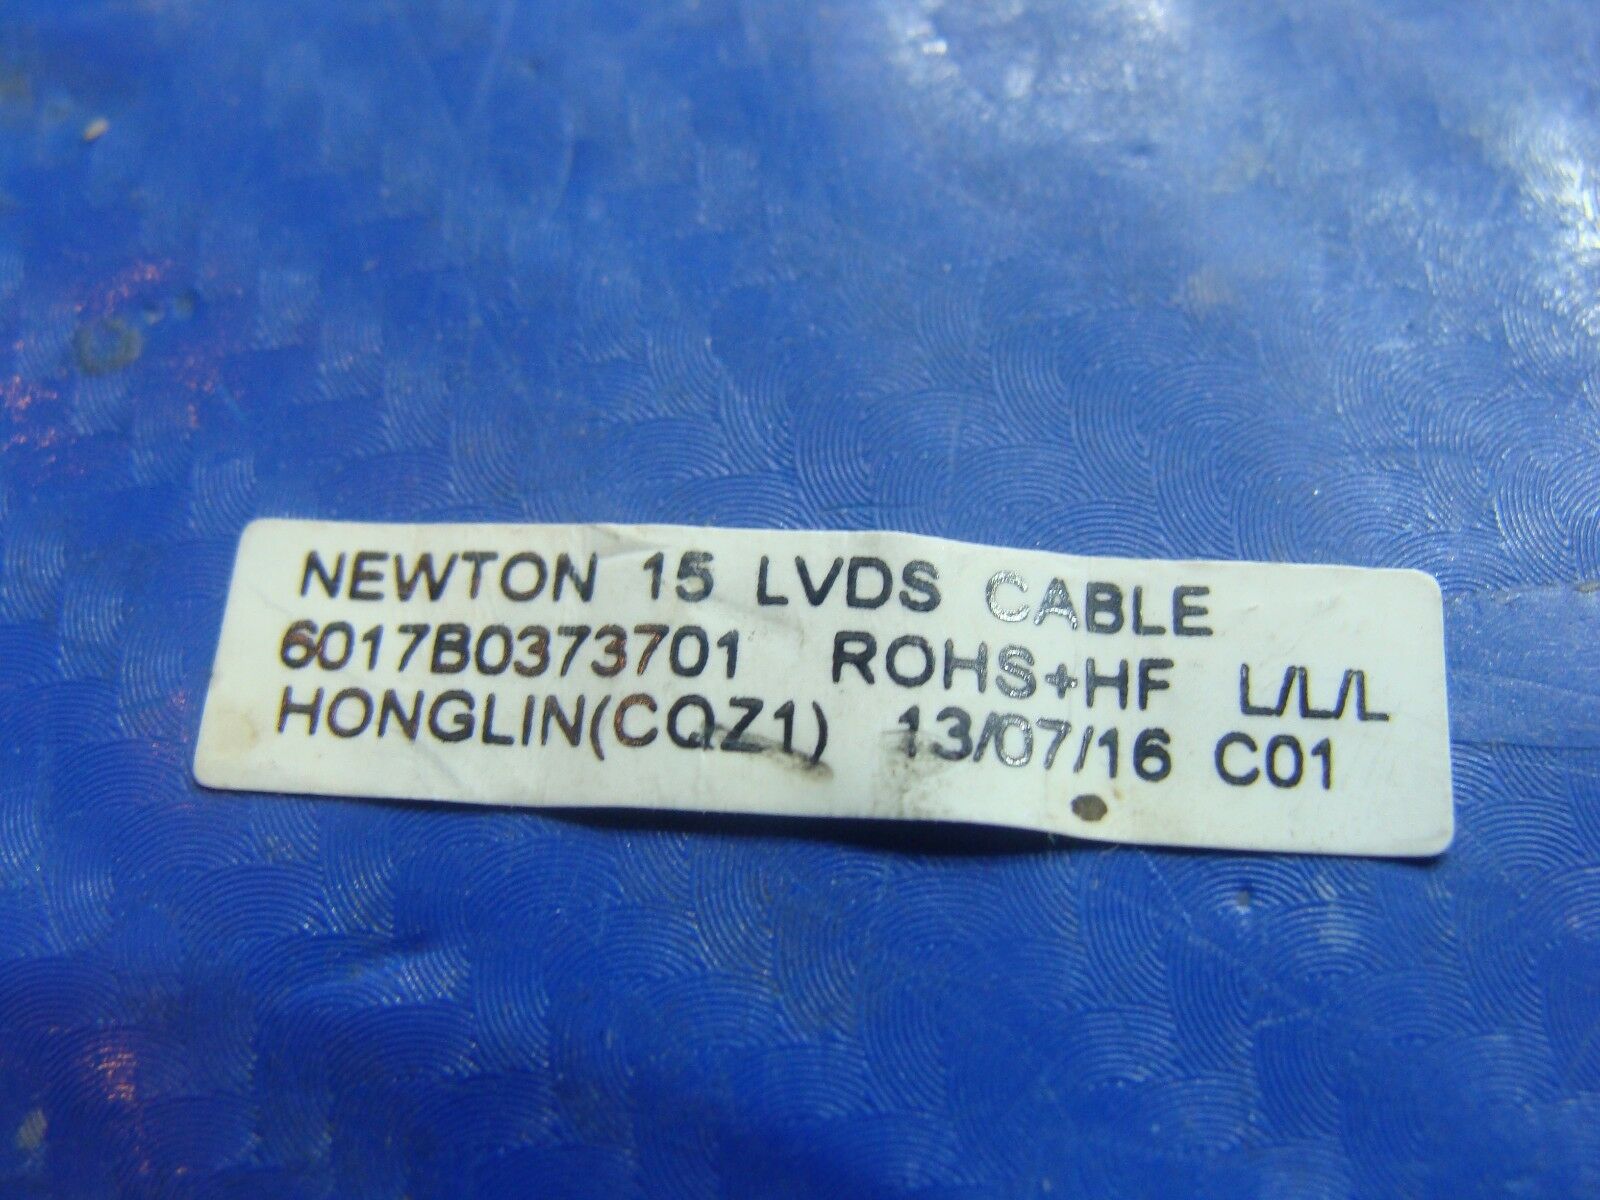 NEWTON 15 LVDS CABLE
6017B0373701 ROHS+HF L/L/L
HONGLIN(CQZ1) 13/07/16 C01